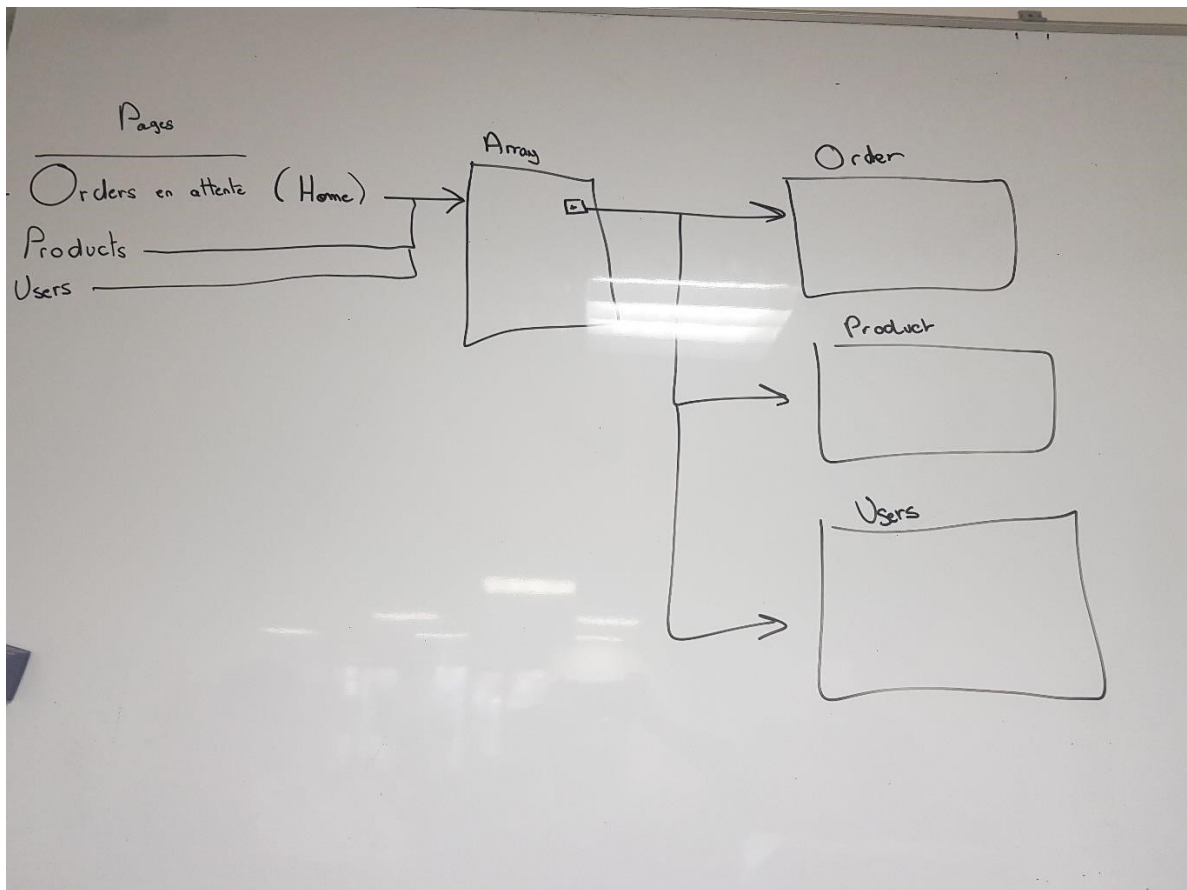 Pages
Orders en attente (Home)
Products
Users
Array
Order
Product
Users